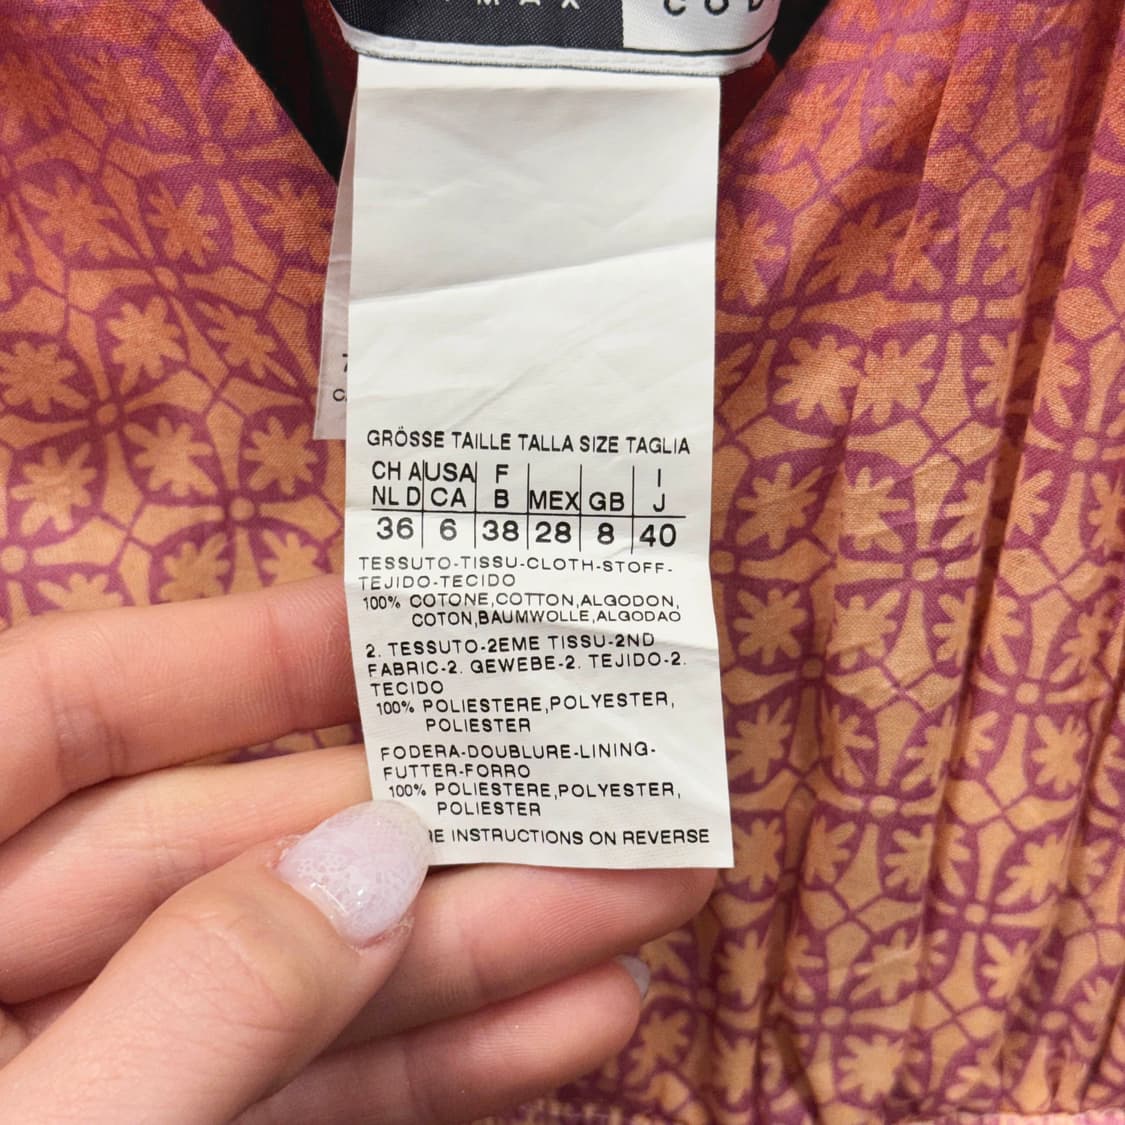 MAX COD
GRÖSSE TAILLE TALLA SIZE TAGLIA
CH A USA F I
NL D CA B MEX GB J
36 6 38 28 8 40
TESSUTO-TISSU-CLOTH-STOFF-
TEJIDO-TECIDO
100% COTONE,COTTON,ALGODON,
COTON,BAUMWOLLE,ALGODAO
2. TESSUTO-2EME TISSU-2ND
FABRIC-2. GEWEBE-2. TEJIDO-2.
TECIDO
100% POLIESTERE,POLYESTER,
POLIESTER
FODERA-DOUBLURE-LINING-
FUTTER-FORRO
100% POLIESTERE,POLYESTER,
POLIESTER
RE INSTRUCTIONS ON REVERSE